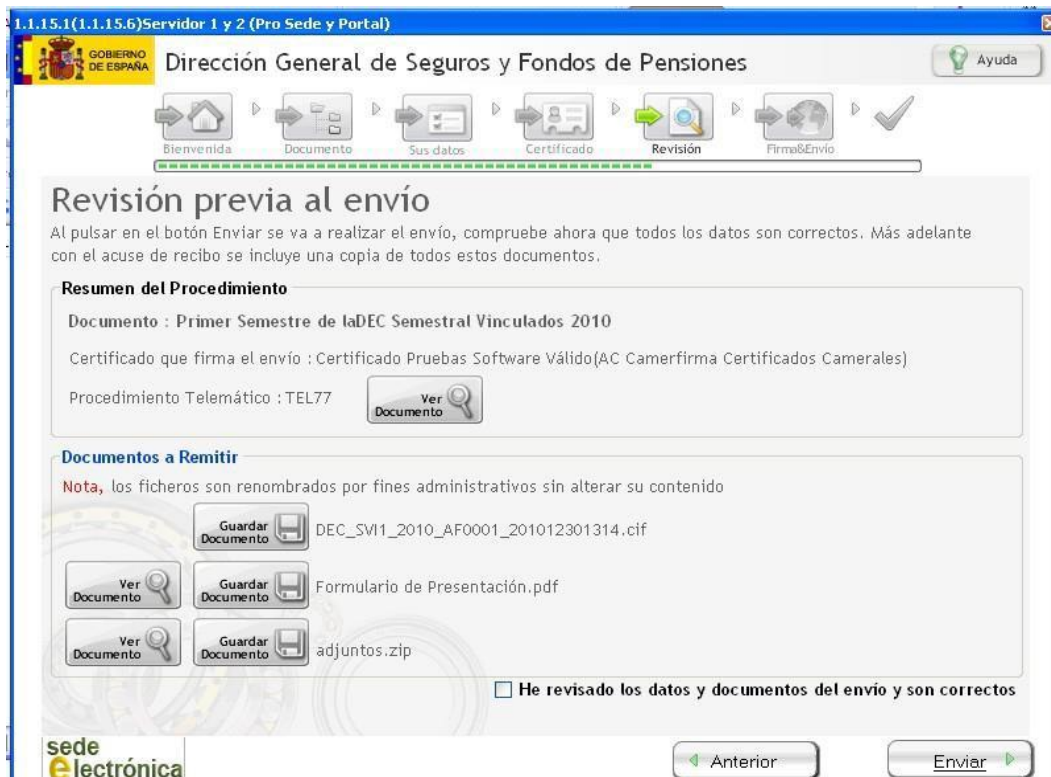 1.1.15.1(1.1.15.6)Servidor 1 y 2 (Pro Sede y Portal)
GOBIERNO
DE ESPAÑA
Dirección General de Seguros y Fondos de Pensiones
Ayuda
Bienvenida Documento Sus datos Certificado Revisión Firma&Envío
Revisión previa al envío
Al pulsar en el botón Enviar se va a realizar el envío, compruebe ahora que todos los datos son correctos. Más adelante
con el acuse de recibo se incluye una copia de todos estos documentos.
Resumen del Procedimiento
Documento : Primer Semestre de laDEC Semestral Vinculados 2010
Certificado que firma el envío : Certificado Pruebas Software Válido(AC Camerfirma Certificados Camerales)
Procedimiento Telemático : TEL77
Ver
Documento
Documentos a Remitir
Nota, los ficheros son renombrados por fines administrativos sin alterar su contenido
Guardar
Documento
DEC_SVI1_2010_AF0001_201012301314.cif
Ver
Documento
Guardar
Documento
Formulario de Presentación.pdf
Ver
Documento
Guardar
Documento
adjuntos.zip
He revisado los datos y documentos del envío y son correctos
sede
electrónica
Anterior
Enviar